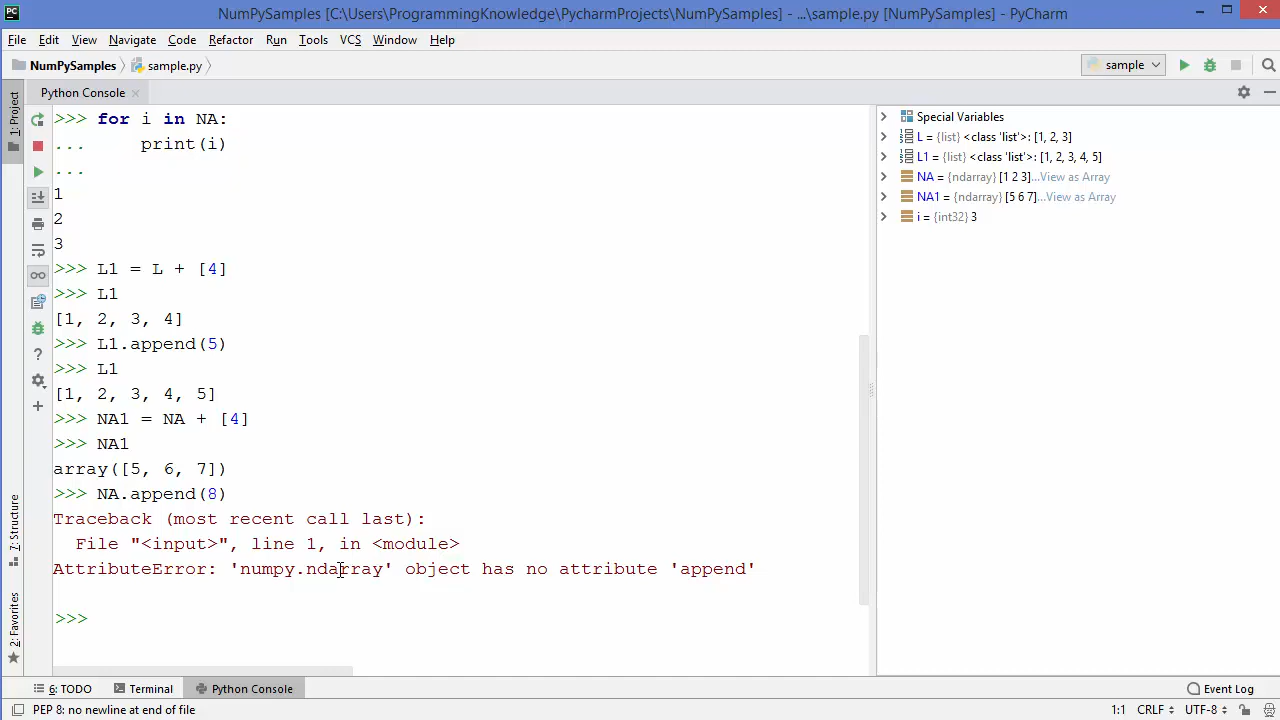 PC
NumPySamples [C:\Users\ProgrammingKnowledge\PycharmProjects\NumPySamples] - ...\sample.py [NumPySamples] - PyCharm
File Edit View Navigate Code Refactor Run Tools VCS Window Help
NumPySamples sample.py
sample
Python Console
1: Project
7: Structure
2: Favorites
>>> for i in NA:
...     print(i)
...
1
2
3
>>> L1 = L + [4]
>>> L1
[1, 2, 3, 4]
>>> L1.append(5)
>>> L1
[1, 2, 3, 4, 5]
>>> NA1 = NA + [4]
>>> NA1
array([5, 6, 7])
>>> NA.append(8)
Traceback (most recent call last):
  File "<input>", line 1, in <module>
AttributeError: 'numpy.ndarray' object has no attribute 'append'
>>>
Special Variables
L = {list} <class 'list'>: [1, 2, 3]
L1 = {list} <class 'list'>: [1, 2, 3, 4, 5]
NA = {ndarray} [1 2 3]...View as Array
NA1 = {ndarray} [5 6 7]...View as Array
i = {int32} 3
6: TODO Terminal Python Console Event Log
PEP 8: no newline at end of file 1:1 CRLF UTF-8